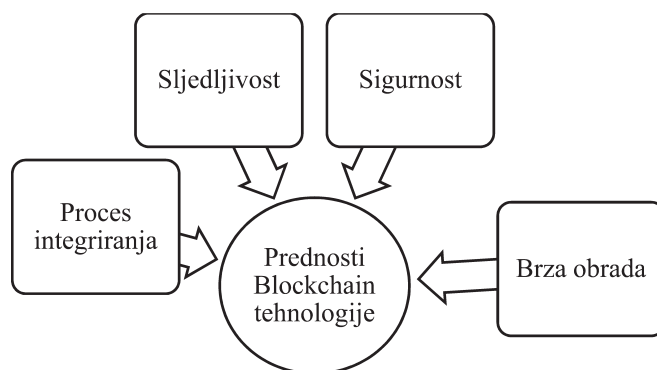 Sljedljivost
Sigurnost
Proces
integriranja
Prednosti
Blockchain
tehnologije
Brza obrada